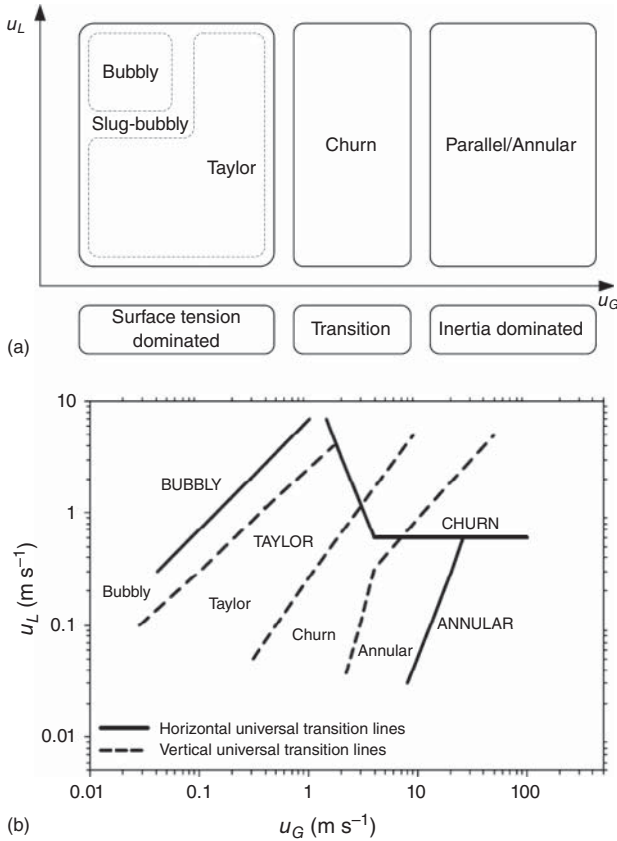 u_L
Bubbly
Slug-bubbly
Taylor
Churn
Parallel/Annular
u_G
(a)
Surface tension
dominated
Transition
Inertia dominated
10
1
0.1
0.01
u_L (m s⁻¹)
BUBBLY
TAYLOR
CHURN
Bubbly
Taylor
Churn
Annular
ANNULAR
Horizontal universal transition lines
Vertical universal transition lines
0.01
0.1
1
10
100
(b)
u_G (m s⁻¹)